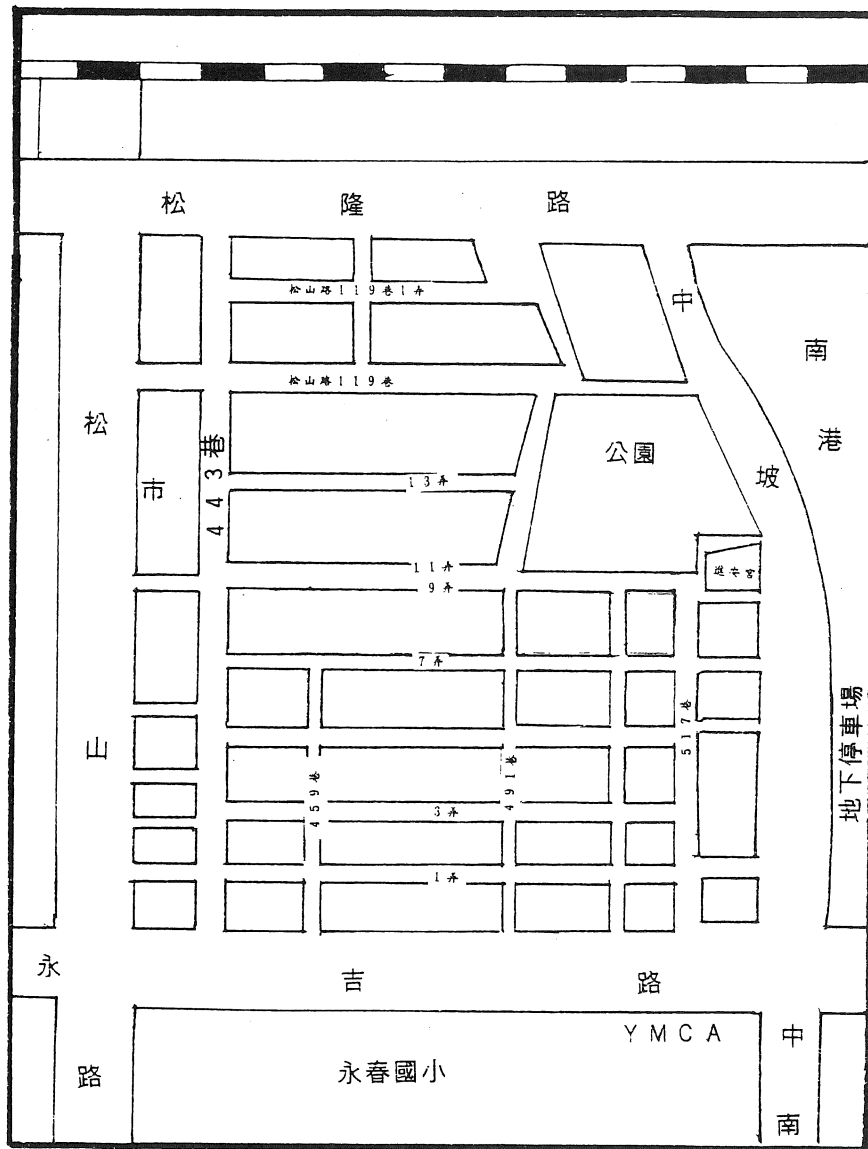 松隆路
松山路119巷1弄
松山路119巷
松山路
市
443巷
中坡
南港
公園
13弄
11弄
9弄
7弄
3弄
1弄
459巷
491巷
517巷
地下停車場
永吉路
YMCA
永春國小
中南